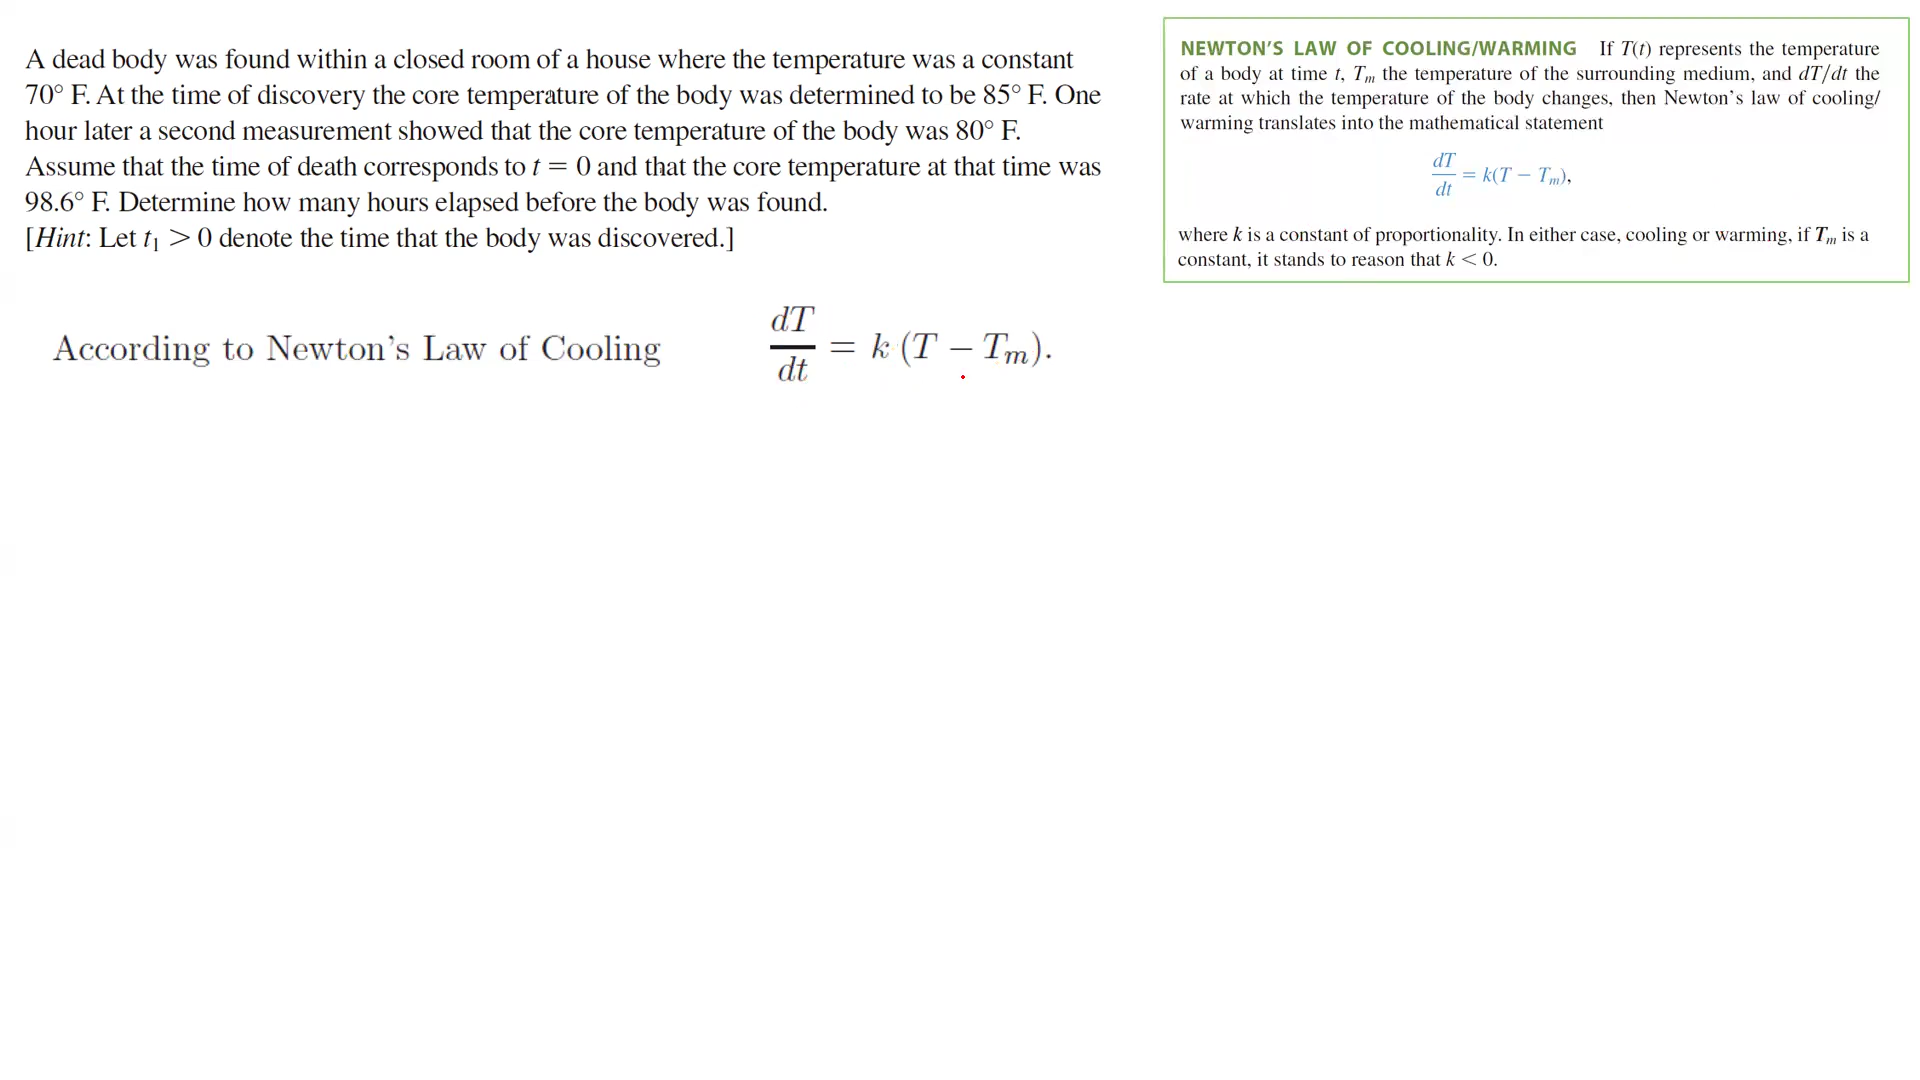 A dead body was found within a closed room of a house where the temperature was a constant
70° F. At the time of discovery the core temperature of the body was determined to be 85° F. One
hour later a second measurement showed that the core temperature of the body was 80° F.
Assume that the time of death corresponds to t = 0 and that the core temperature at that time was
98.6° F. Determine how many hours elapsed before the body was found.
[Hint: Let t₁ > 0 denote the time that the body was discovered.]
According to Newton's Law of Cooling dT/dt = k (T − Tₘ).
NEWTON'S LAW OF COOLING/WARMING If T(t) represents the temperature
of a body at time t, Tₘ the temperature of the surrounding medium, and dT/dt the
rate at which the temperature of the body changes, then Newton's law of cooling/
warming translates into the mathematical statement
dT/dt = k(T − Tₘ),
where k is a constant of proportionality. In either case, cooling or warming, if Tₘ is a
constant, it stands to reason that k < 0.